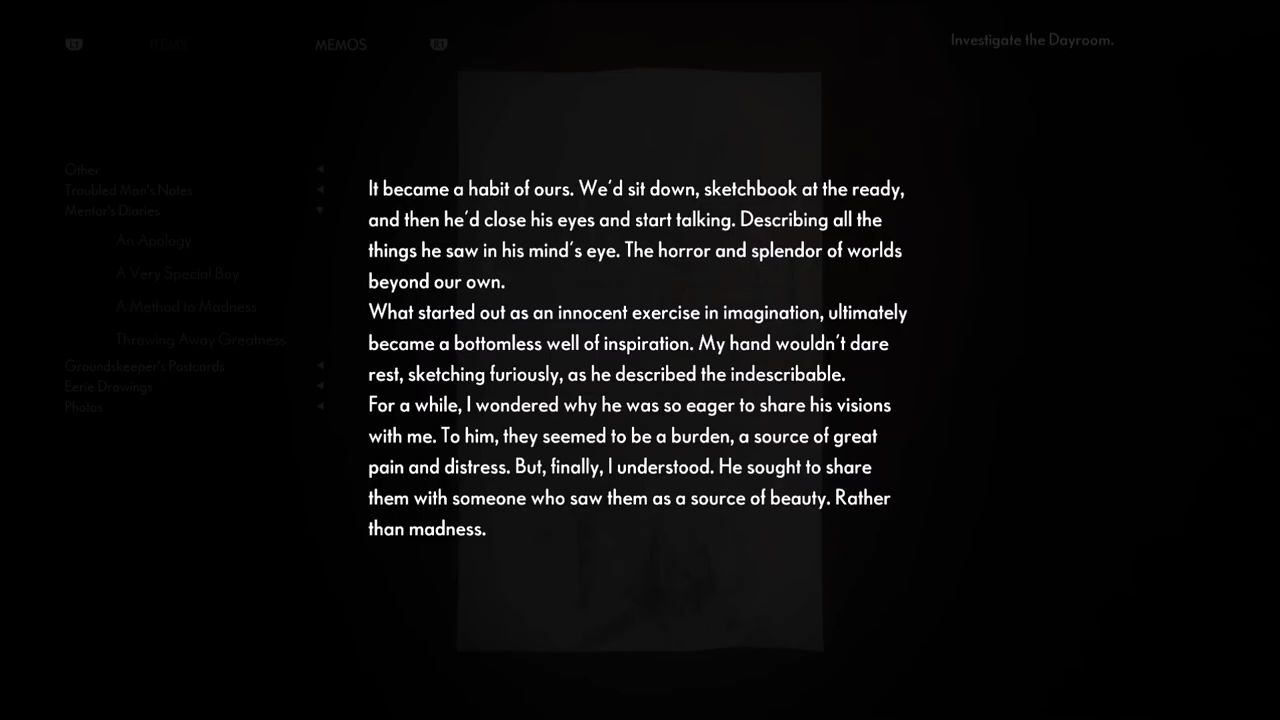 L1 ITEMS MEMOS R1
Investigate the Dayroom.
Other
Troubled Man's Notes
Mentor's Diaries
An Apology
A Very Special Boy
A Method to Madness
Throwing Away Greatness
Groundskeeper's Postcards
Eerie Drawings
Photos
It became a habit of ours. We'd sit down, sketchbook at the ready,
and then he'd close his eyes and start talking. Describing all the
things he saw in his mind's eye. The horror and splendor of worlds
beyond our own.
What started out as an innocent exercise in imagination, ultimately
became a bottomless well of inspiration. My hand wouldn't dare
rest, sketching furiously, as he described the indescribable.
For a while, I wondered why he was so eager to share his visions
with me. To him, they seemed to be a burden, a source of great
pain and distress. But, finally, I understood. He sought to share
them with someone who saw them as a source of beauty. Rather
than madness.